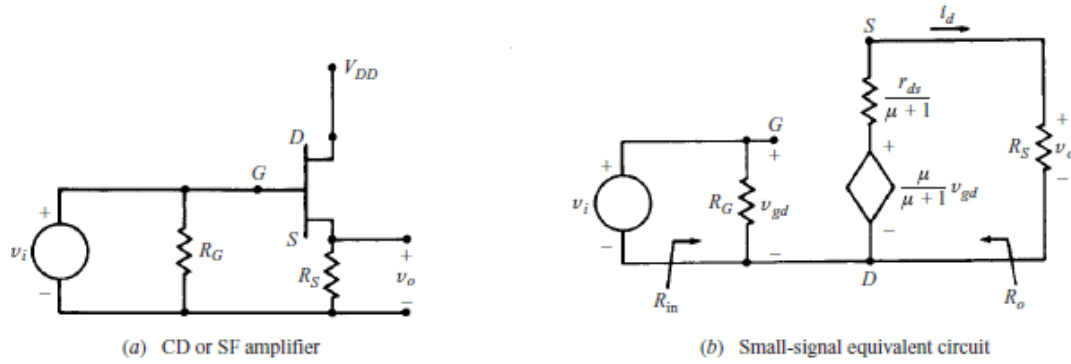 V_DD
D
G
S
+
v_i
−
R_G
R_S
+
v_o
−
(a) CD or SF amplifier
S
i_d
r_ds
μ + 1
+
v_i
−
G
+
R_G
v_gd
−
+
μ
μ + 1
v_gd
−
R_S
+
−
D
R_in
R_o
(b) Small-signal equivalent circuit